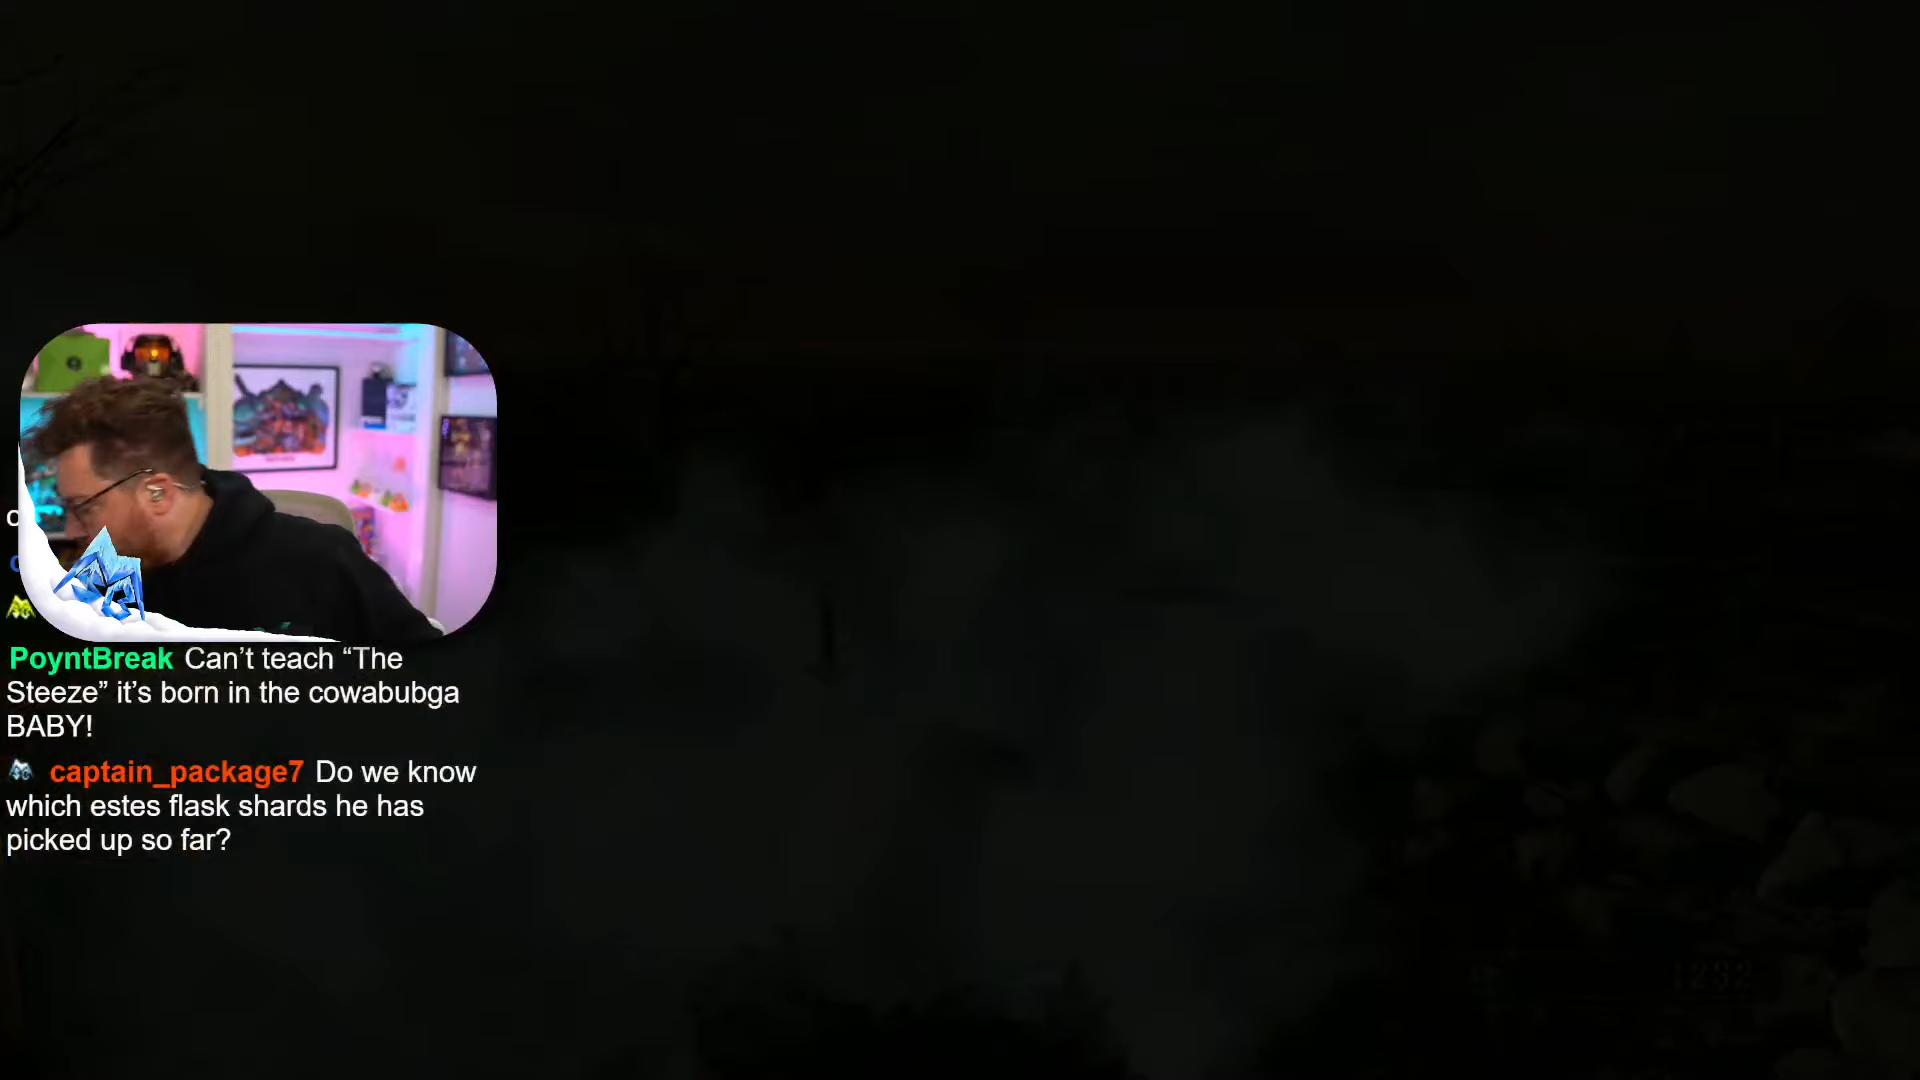 PoyntBreak Can’t teach “The
Steeze” it’s born in the cowabubga
BABY!
captain_package7 Do we know
which estes flask shards he has
picked up so far?